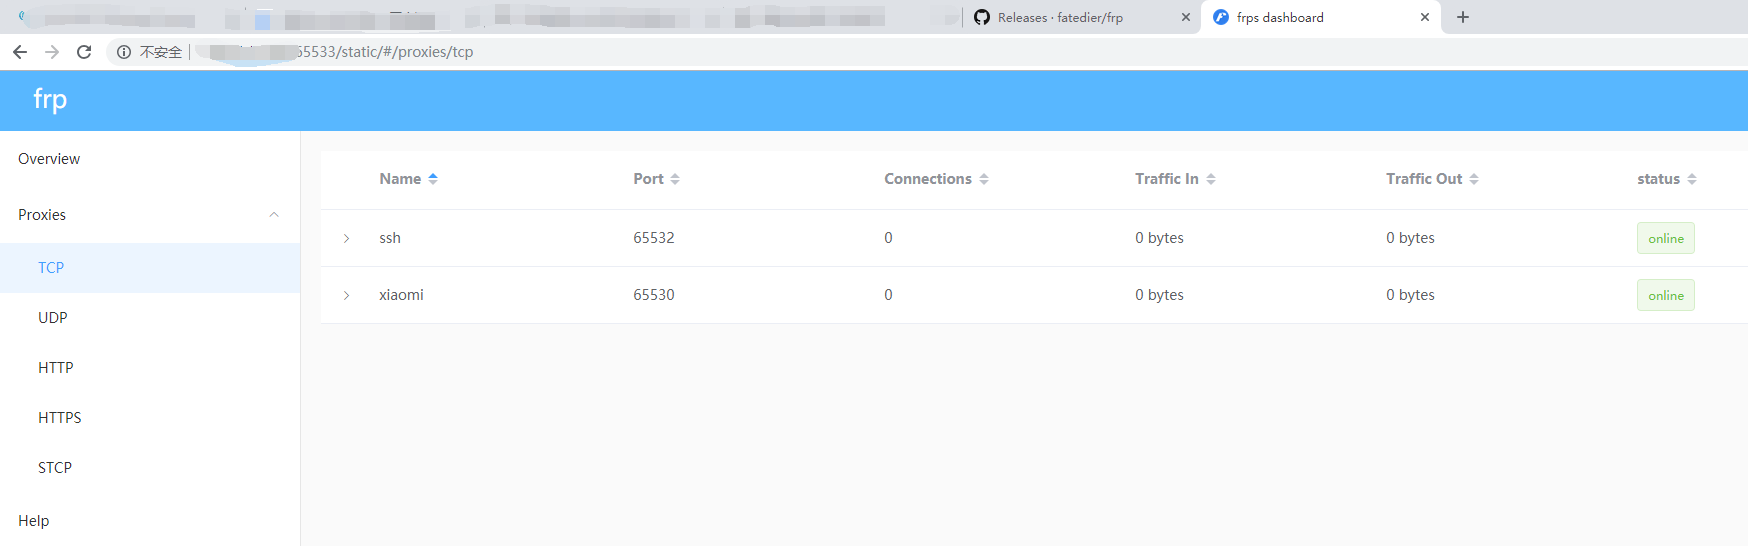 Releases · fatedier/frp
frps dashboard
不安全
65533/static/#/proxies/tcp
frp
Overview
Proxies
TCP
UDP
HTTP
HTTPS
STCP
Help
Name Port Connections Traffic In Traffic Out status
ssh 65532 0 0 bytes 0 bytes online
xiaomi 65530 0 0 bytes 0 bytes online